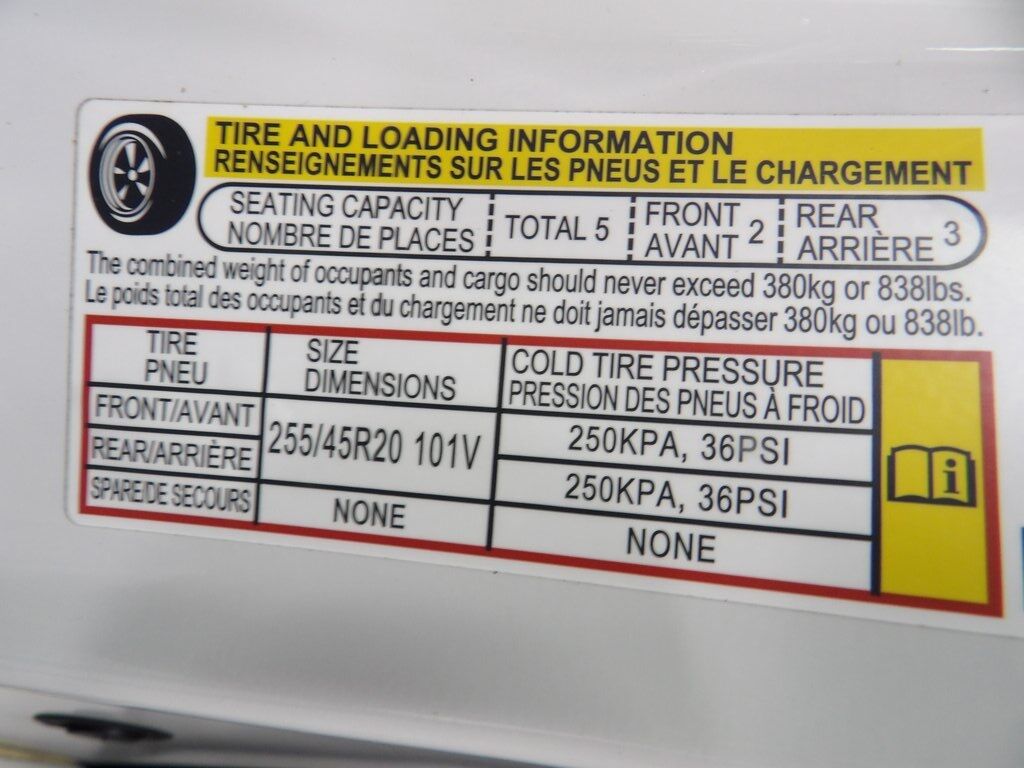 TIRE AND LOADING INFORMATION
RENSEIGNEMENTS SUR LES PNEUS ET LE CHARGEMENT
SEATING CAPACITY
NOMBRE DE PLACES
TOTAL 5
FRONT
AVANT 2
REAR
ARRIÈRE 3
The combined weight of occupants and cargo should never exceed 380kg or 838lbs.
Le poids total des occupants et du chargement ne doit jamais dépasser 380kg ou 838lb.
TIRE
PNEU
SIZE
DIMENSIONS
COLD TIRE PRESSURE
PRESSION DES PNEUS À FROID
FRONT/AVANT
255/45R20 101V
250KPA, 36PSI
REAR/ARRIÈRE
250KPA, 36PSI
SPARE/DE SECOURS
NONE
NONE
i